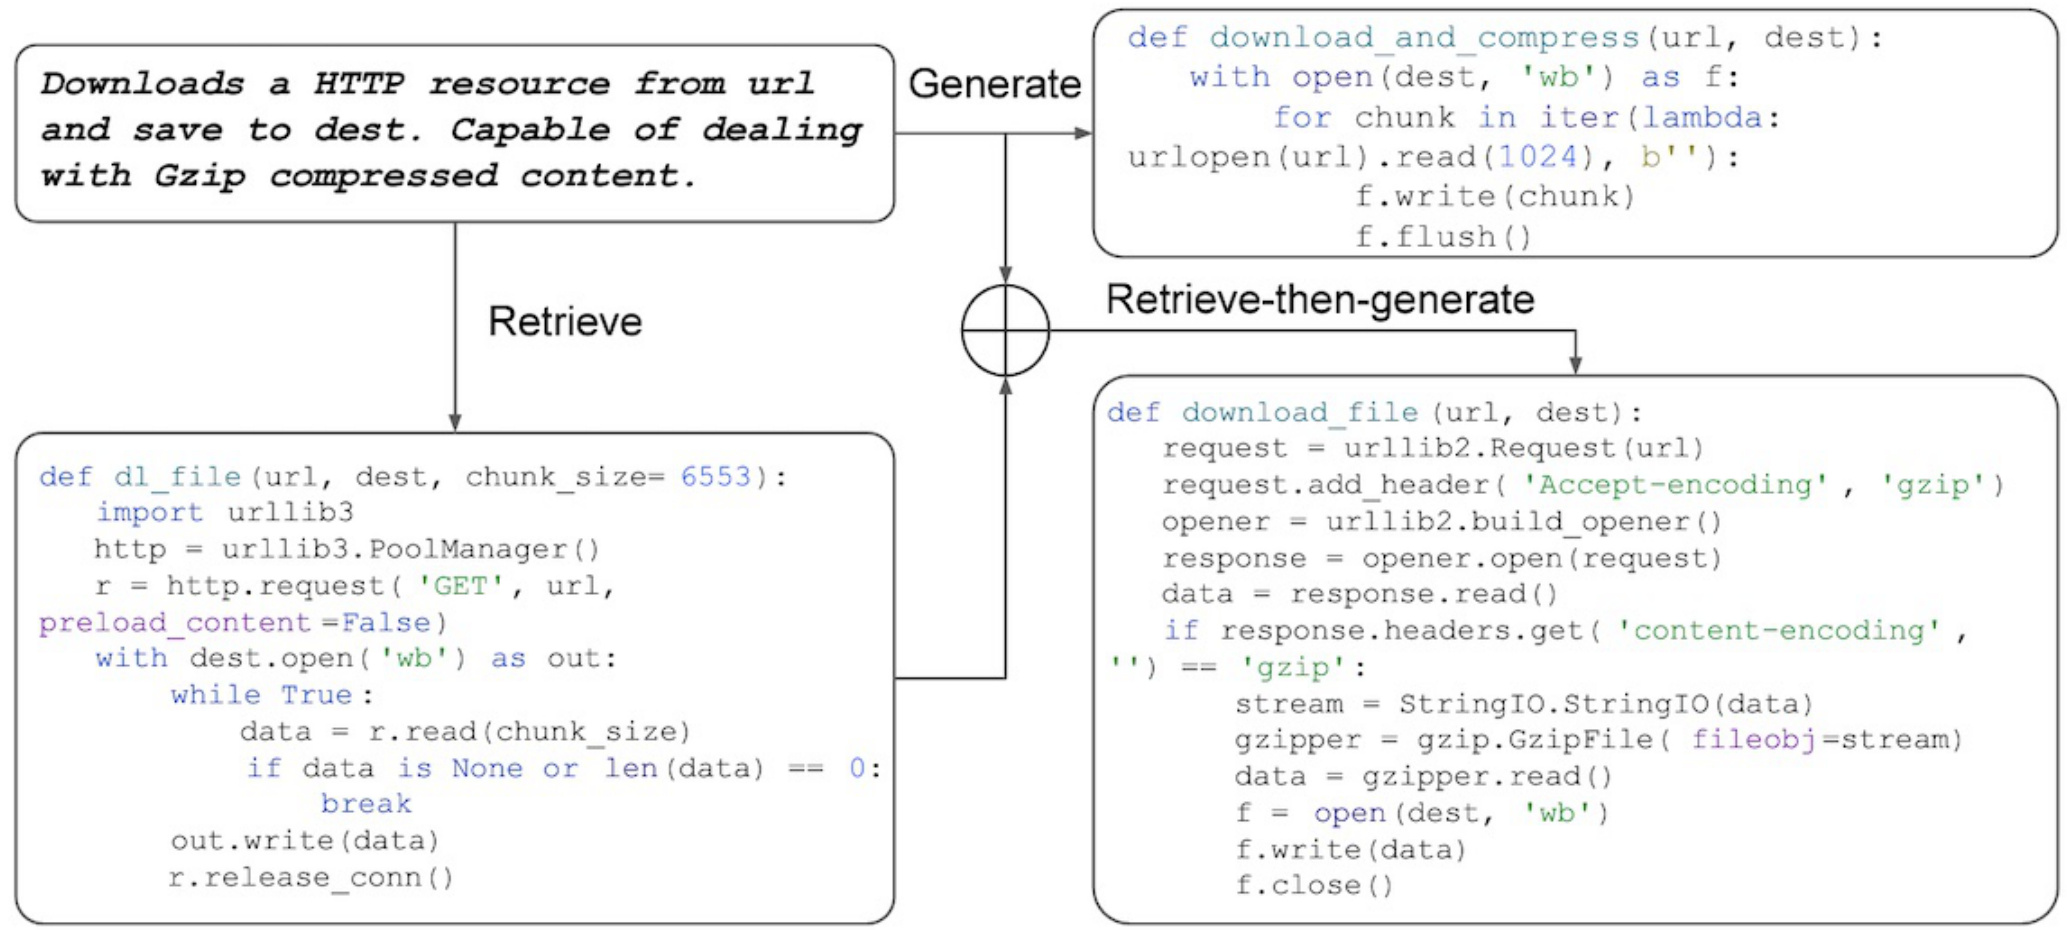 Downloads a HTTP resource from url
and save to dest. Capable of dealing
with Gzip compressed content.
Generate
def download_and_compress(url, dest):
with open(dest, 'wb') as f:
for chunk in iter(lambda:
urlopen(url).read(1024), b''):
f.write(chunk)
f.flush()
Retrieve
Retrieve-then-generate
def dl_file(url, dest, chunk_size= 6553):
import urllib3
http = urllib3.PoolManager()
r = http.request( 'GET', url,
preload_content=False)
with dest.open('wb') as out:
while True:
data = r.read(chunk_size)
if data is None or len(data) == 0:
break
out.write(data)
r.release_conn()
def download_file(url, dest):
request = urllib2.Request(url)
request.add_header( 'Accept-encoding', 'gzip')
opener = urllib2.build_opener()
response = opener.open(request)
data = response.read()
if response.headers.get( 'content-encoding',
'') == 'gzip':
stream = StringIO.StringIO(data)
gzipper = gzip.GzipFile( fileobj=stream)
data = gzipper.read()
f = open(dest, 'wb')
f.write(data)
f.close()